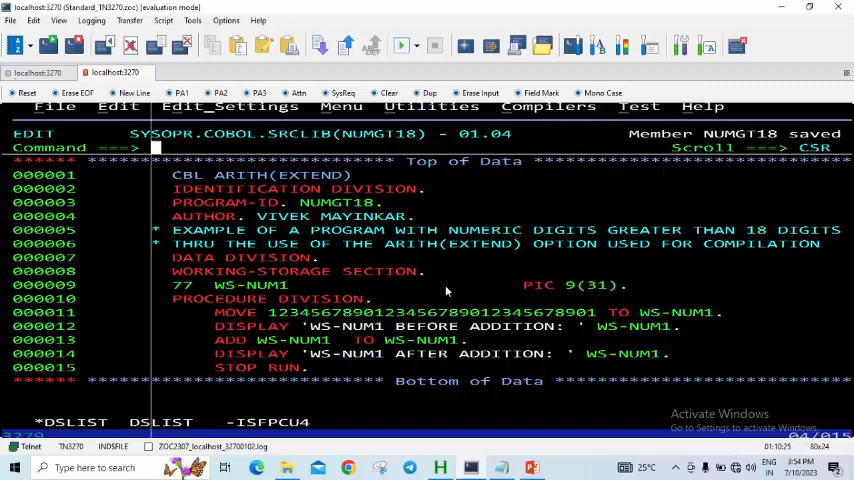 localhost:3270 (Standard_TN3270.zoc) [evaluation mode]
File Edit View Logging Transfer Script Tools Options Help
localhost:3270 localhost:3270
Reset Erase EOF New Line PA1 PA2 PA3 Attn SysReq Clear Dup Erase Input Field Mark Mono Case
File Edit Edit_Settings Menu Utilities Compilers Test Help
EDIT SYSOPR.COBOL.SRCLIB(NUMGT18) - 01.04 Member NUMGT18 saved
Command ===> Scroll ===> CSR
****** ***************************** Top of Data ******************************
000001 CBL ARITH(EXTEND)
000002 IDENTIFICATION DIVISION.
000003 PROGRAM-ID. NUMGT18.
000004 AUTHOR. VIVEK MAYINKAR.
000005 * EXAMPLE OF A PROGRAM WITH NUMERIC DIGITS GREATER THAN 18 DIGITS
000006 * THRU THE USE OF THE ARITH(EXTEND) OPTION USED FOR COMPILATION
000007 DATA DIVISION.
000008 WORKING-STORAGE SECTION.
000009 77 WS-NUM1 PIC 9(31).
000010 PROCEDURE DIVISION.
000011 MOVE 1234567890123456789012345678901 TO WS-NUM1.
000012 DISPLAY 'WS-NUM1 BEFORE ADDITION: ' WS-NUM1.
000013 ADD WS-NUM1 TO WS-NUM1.
000014 DISPLAY 'WS-NUM1 AFTER ADDITION: ' WS-NUM1.
000015 STOP RUN.
****** **************************** Bottom of Data ****************************
*DSLIST DSLIST -ISFPCU4
Activate Windows
Go to Settings to activate Windows.
3279 04/015
Telnet TN3270 IND$FILE ZOC2307_localhost_32700102.log 01:10:25 80x24
Type here to search
25°C
ENG
IN
3:54 PM
7/10/2023
2